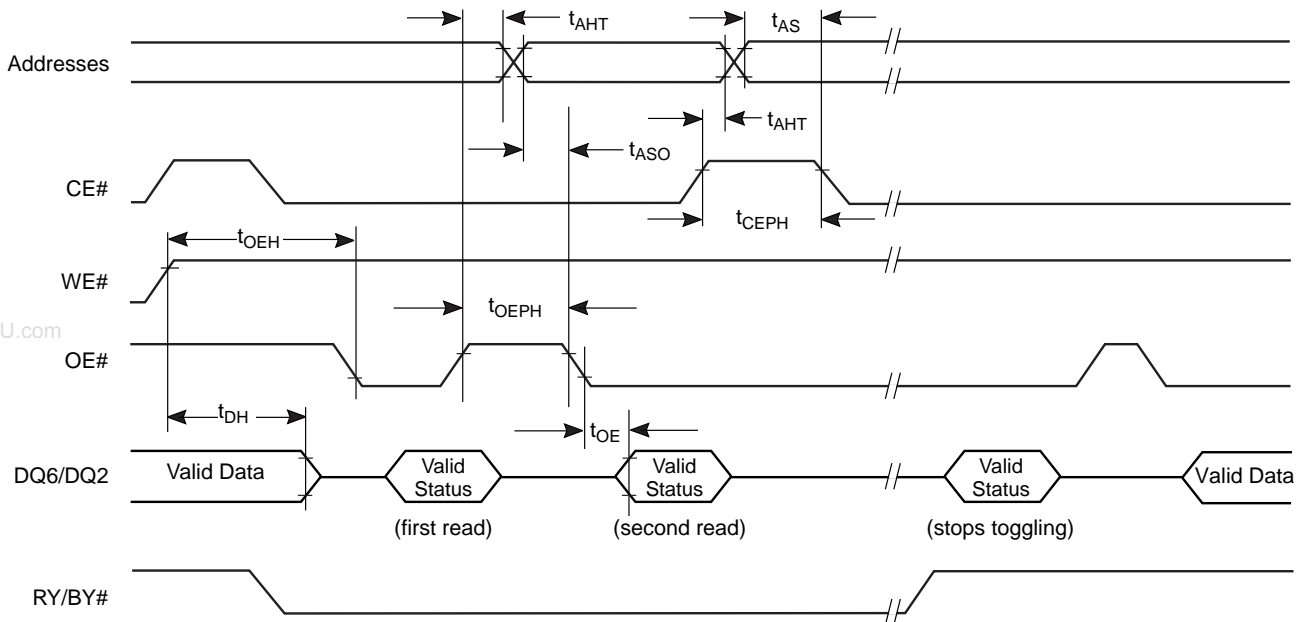 tAHT
tAS
Addresses
tAHT
tASO
CE#
tCEPH
tOEH
WE#
tOEPH
U.com
OE#
tDH
tOE
DQ6/DQ2
Valid Data
Valid
Status
Valid
Status
Valid
Status
Valid Data
(first read)
(second read)
(stops toggling)
RY/BY#